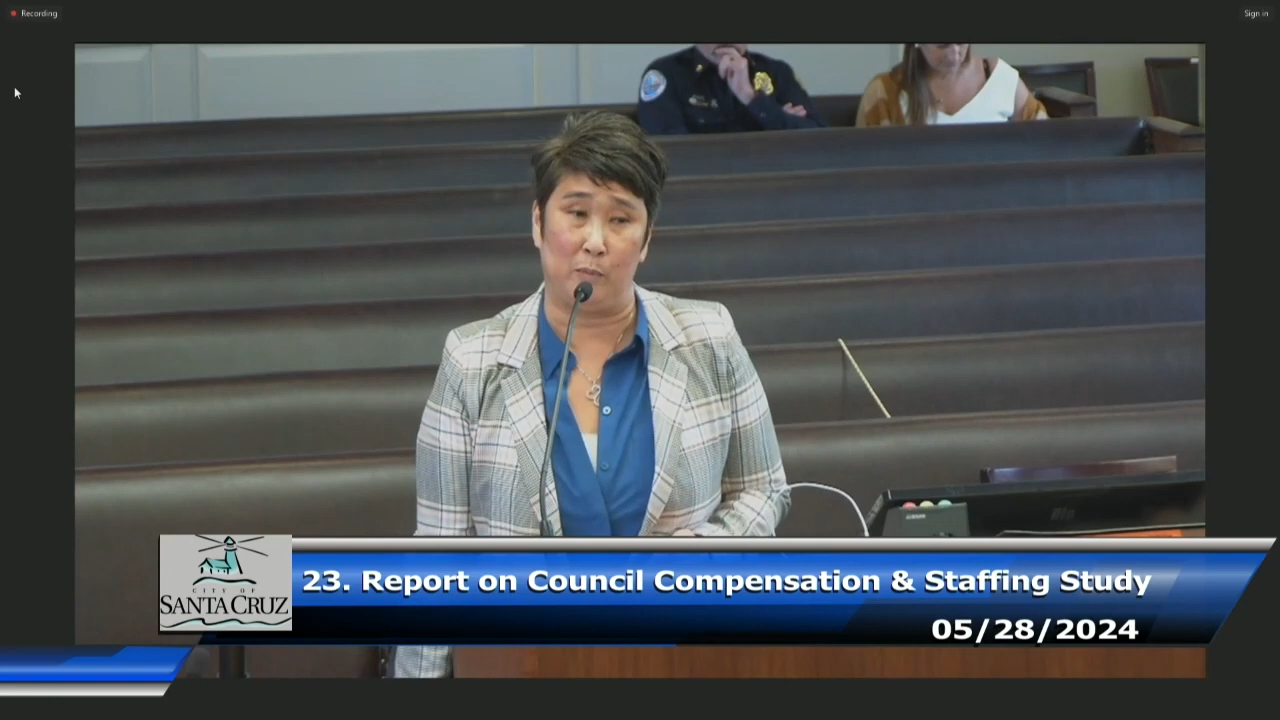 Recording
Sign in
23. Report on Council Compensation & Staffing Study
CITY OF
SANTA CRUZ
05/28/2024